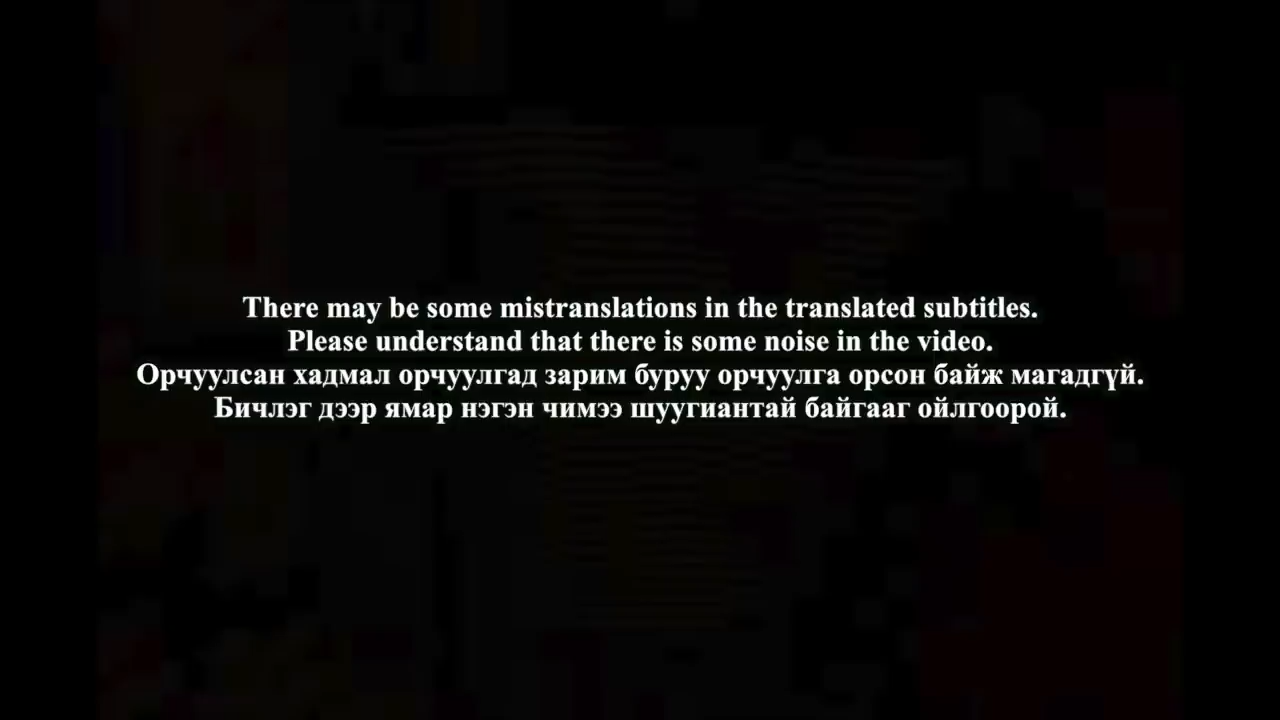 There may be some mistranslations in the translated subtitles.
Please understand that there is some noise in the video.
Орчуулсан хадмал орчуулгад зарим буруу орчуулга орсон байж магадгүй.
Бичлэг дээр ямар нэгэн чимээ шуугиантай байгааг ойлгоорой.